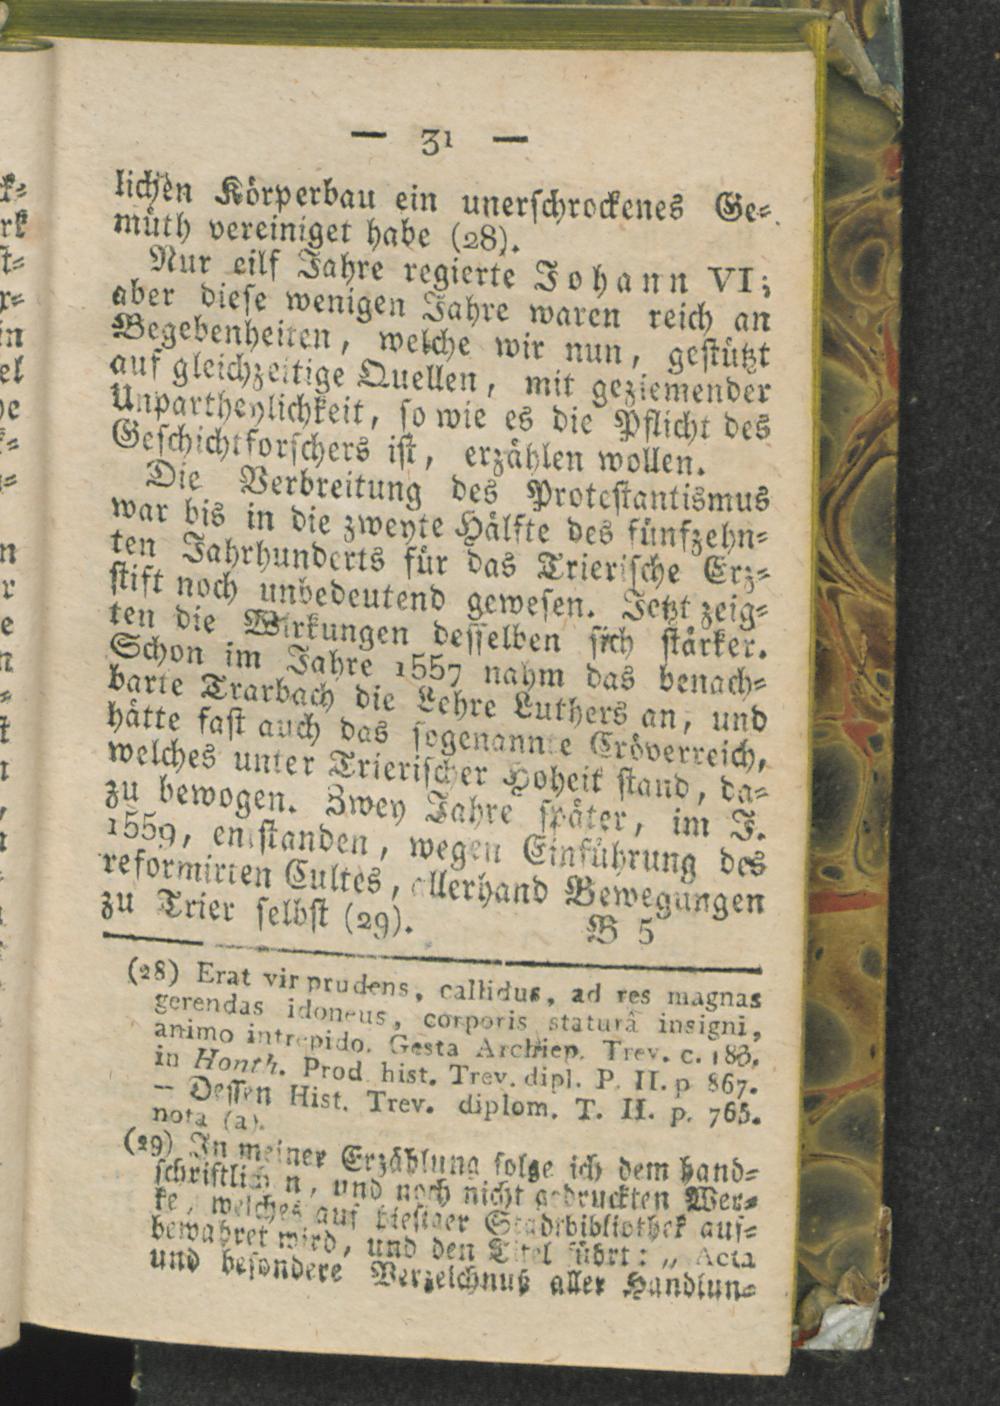 — 31 —
lichen Körperbau ein unerschrockenes Ge-
müth vereiniget habe (28).
Nur eilf Jahre regierte Johann VI;
aber diese wenigen Jahre waren reich an
Begebenheiten, welche wir nun, gestützt
auf gleichzeitige Quellen, mit geziemender
Unpartheylichkeit, so wie es die Pflicht des
Geschichtforschers ist, erzählen wollen.
Die Verbreitung des Protestantismus
war bis in die zweyte Hälfte des fünfzehn-
ten Jahrhunderts für das Trierische Erz-
stift noch unbedeutend gewesen. Jetzt zeig-
ten die Wirkungen desselben sich stärker.
Schon im Jahre 1557 nahm das benach-
barte Trarbach die Lehre Luthers an, und
hätte fast auch das sogenannte Cröverreich,
welches unter Trierischer Hoheit stand, da-
zu bewogen. Zwey Jahre später, im J.
1559, entstanden, wegen Einführung des
reformirten Cultes, allerhand Bewegungen
zu Trier selbst (29).
B 5
(28) Erat vir prudens, callidus, ad res magnas
gerendas idoneus, corporis staturâ insigni,
animo intrepido. Gesta Archiep. Trev. c. 183.
in Honth. Prod. hist. Trev. dipl. P. II. p 867.
— Dessen Hist. Trev. diplom. T. II. p. 765.
nota (a).
(29) In meiner Erzählung folge ich dem hand-
schriftlichen, und noch nicht gedruckten Wer-
ke, welches auf hiesiger Stadtbibliothek auf-
bewahret wird, und den Titel führt: „ Acta
und besondere Verzeichnuß aller Handlun-